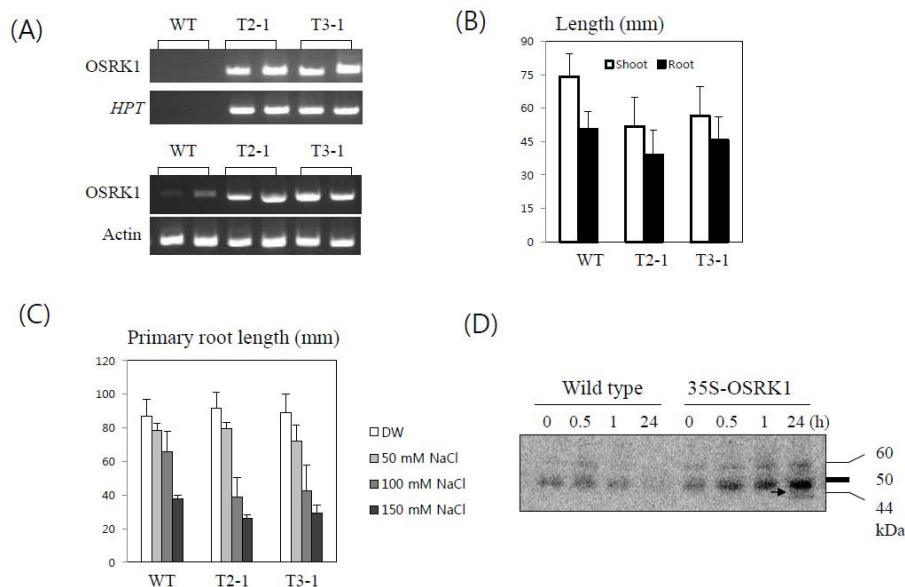 (A)
WT T2-1 T3-1
OSRK1
HPT
WT T2-1 T3-1
OSRK1
Actin
(B)
Length (mm)
90
75
60
45
30
15
0
Shoot Root
WT T2-1 T3-1
(C)
Primary root length (mm)
120
100
80
60
40
20
0
WT T2-1 T3-1
DW
50 mM NaCl
100 mM NaCl
150 mM NaCl
(D)
Wild type 35S-OSRK1
0 0.5 1 24 0 0.5 1 24 (h)
60
50
44
kDa